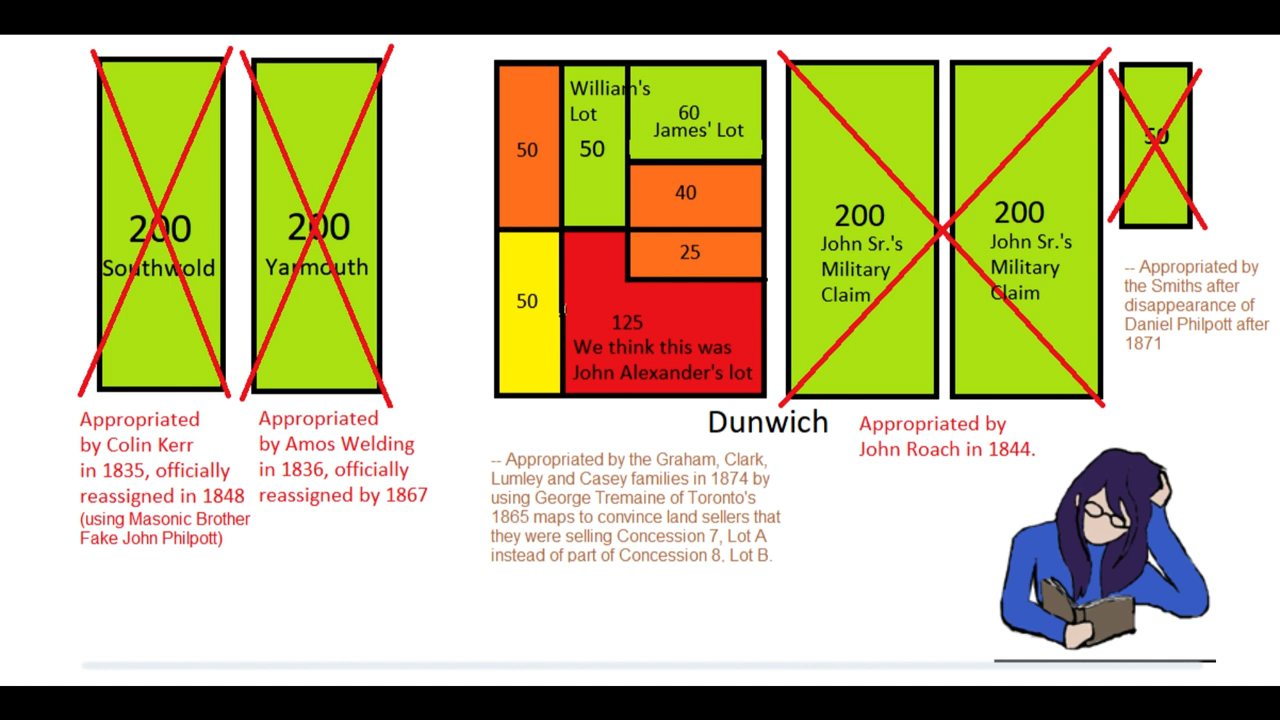 200
Southwold
Appropriated
by Colin Kerr
in 1835, officially
reassigned in 1848
(using Masonic Brother
Fake John Philpott)
200
Yarmouth
Appropriated
by Amos Welding
in 1836, officially
reassigned by 1867
50
William's
Lot
50
60
James' Lot
40
25
50
125
We think this was
John Alexander's lot
Dunwich
-- Appropriated by the Graham, Clark,
Lumley and Casey families in 1874 by
using George Tremaine of Toronto's
1865 maps to convince land sellers that
they were selling Concession 7, Lot A
instead of part of Concession 8, Lot B.
200
John Sr.'s
Military
Claim
200
John Sr.'s
Military
Claim
Appropriated by
John Roach in 1844.
50
-- Appropriated by
the Smiths after
disappearance of
Daniel Philpott after
1871